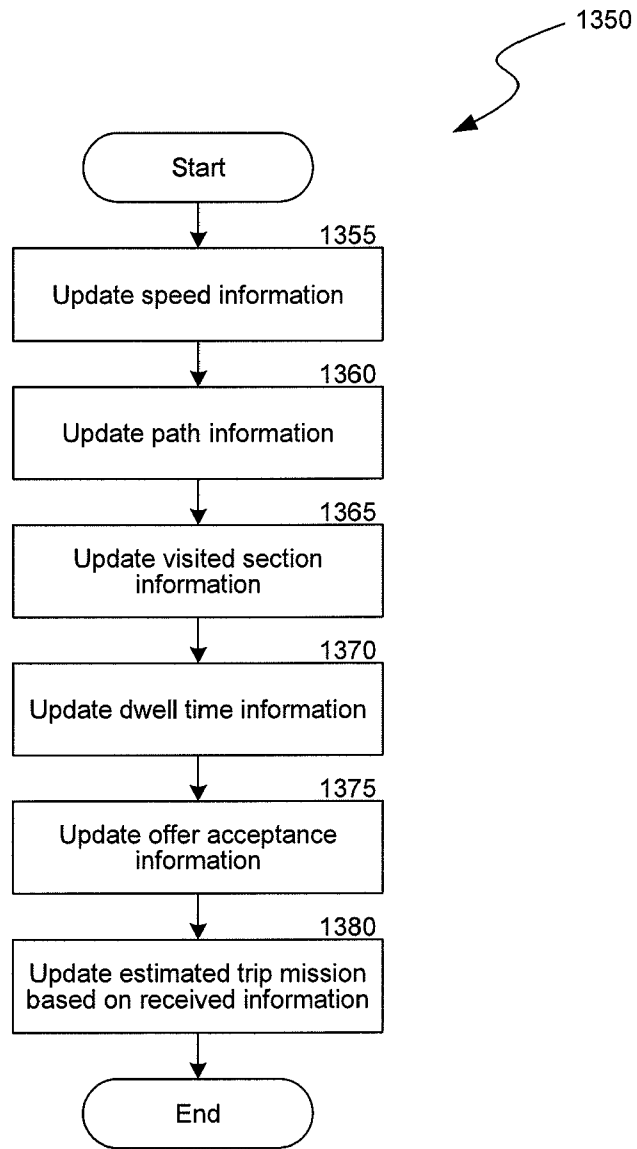 1350
Start
1355
Update speed information
1360
Update path information
1365
Update visited section
information
1370
Update dwell time information
1375
Update offer acceptance
information
1380
Update estimated trip mission
based on received information
End